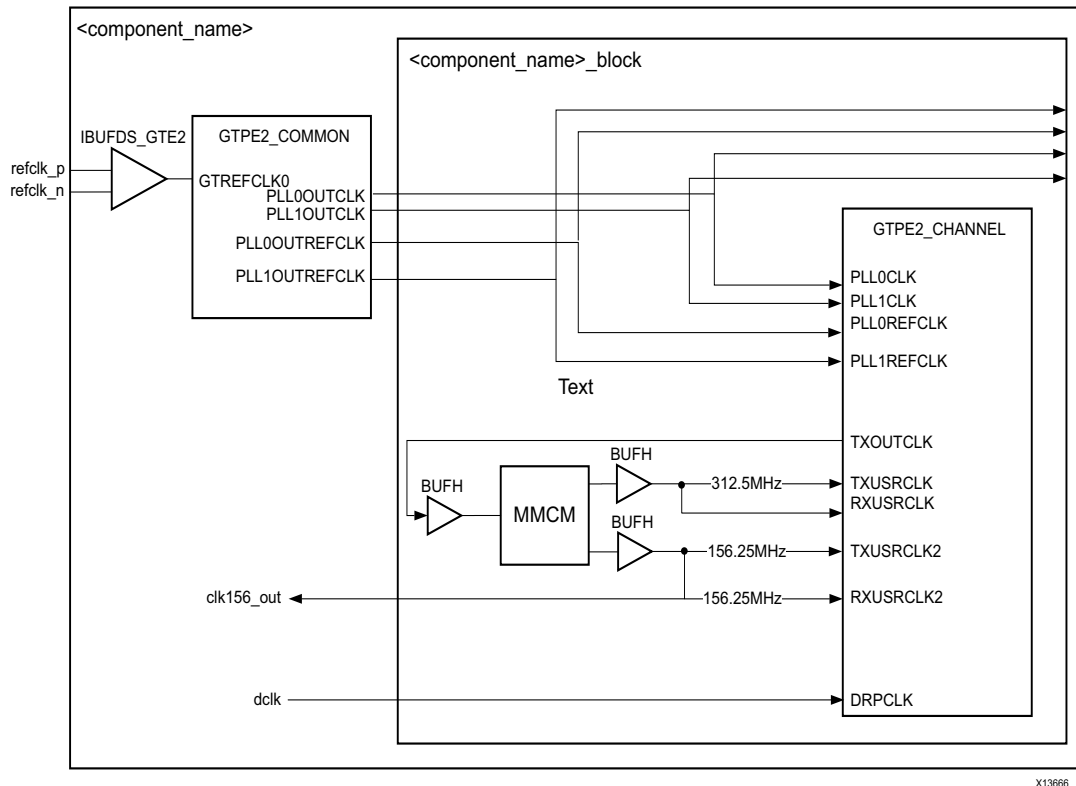 <component_name>
<component_name>_block
IBUFDS_GTE2
GTPE2_COMMON
refclk_p
refclk_n
GTREFCLK0
PLL0OUTCLK
PLL1OUTCLK
PLL0OUTREFCLK
PLL1OUTREFCLK
GTPE2_CHANNEL
PLL0CLK
PLL1CLK
PLL0REFCLK
PLL1REFCLK
Text
TXOUTCLK
BUFH
BUFH
MMCM
312.5MHz
TXUSRCLK
RXUSRCLK
BUFH
156.25MHz
TXUSRCLK2
clk156_out
156.25MHz
RXUSRCLK2
dclk
DRPCLK
X13666